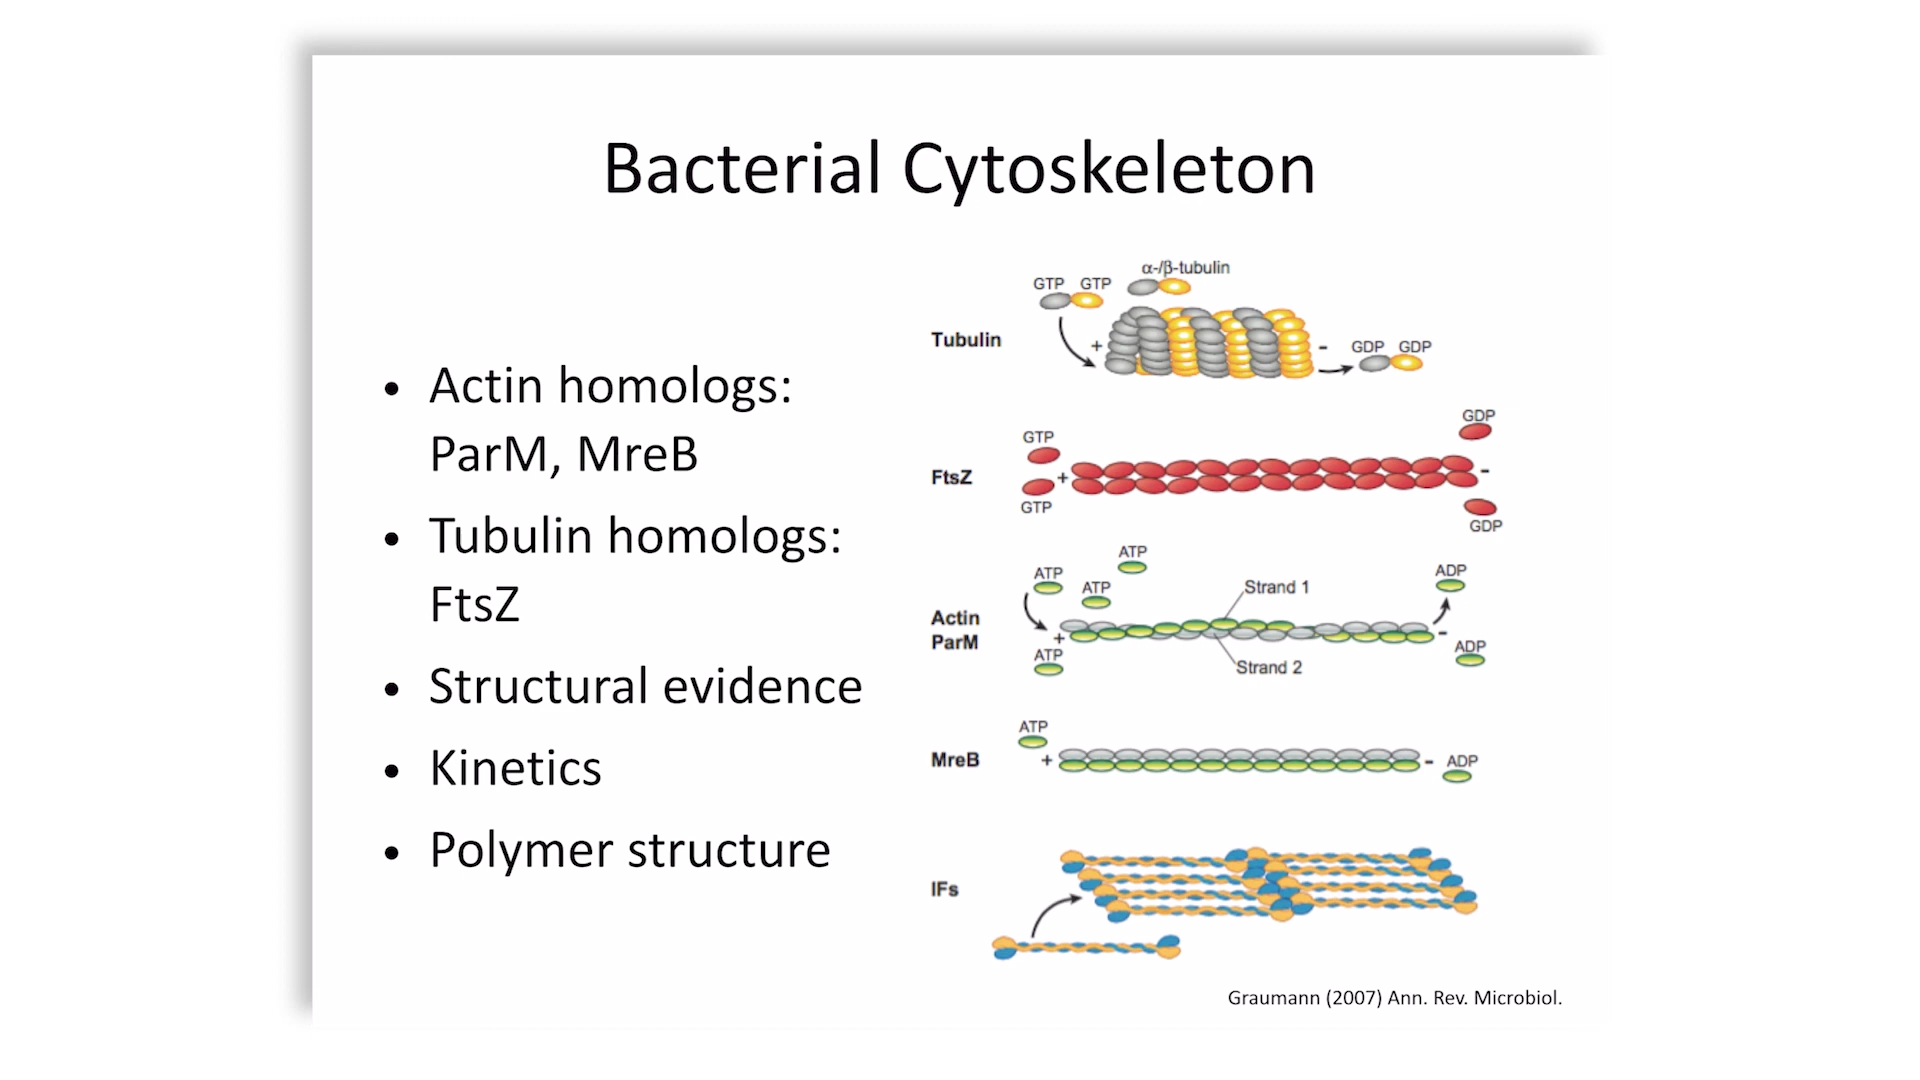 Bacterial Cytoskeleton
• Actin homologs:
ParM, MreB
• Tubulin homologs:
FtsZ
• Structural evidence
• Kinetics
• Polymer structure
α-/β-tubulin
GTP GTP
Tubulin
+
-
GDP GDP
GDP
GTP
FtsZ
+
-
GTP
GDP
ATP
ATP
ATP
Strand 1
ADP
Actin
ParM
+
-
ATP
ADP
Strand 2
ATP
MreB
+
- ADP
IFs
Graumann (2007) Ann. Rev. Microbiol.